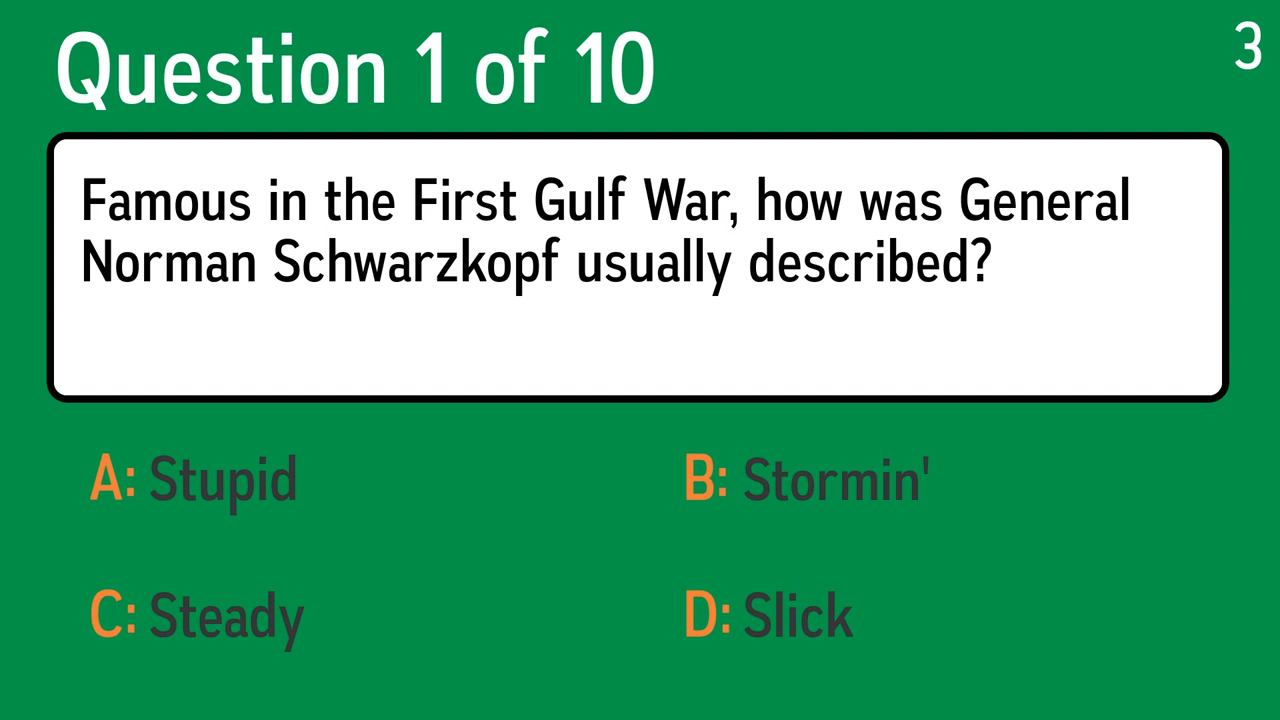 Question 1 of 10
3
Famous in the First Gulf War, how was General
Norman Schwarzkopf usually described?
A: Stupid
B: Stormin'
C: Steady
D: Slick